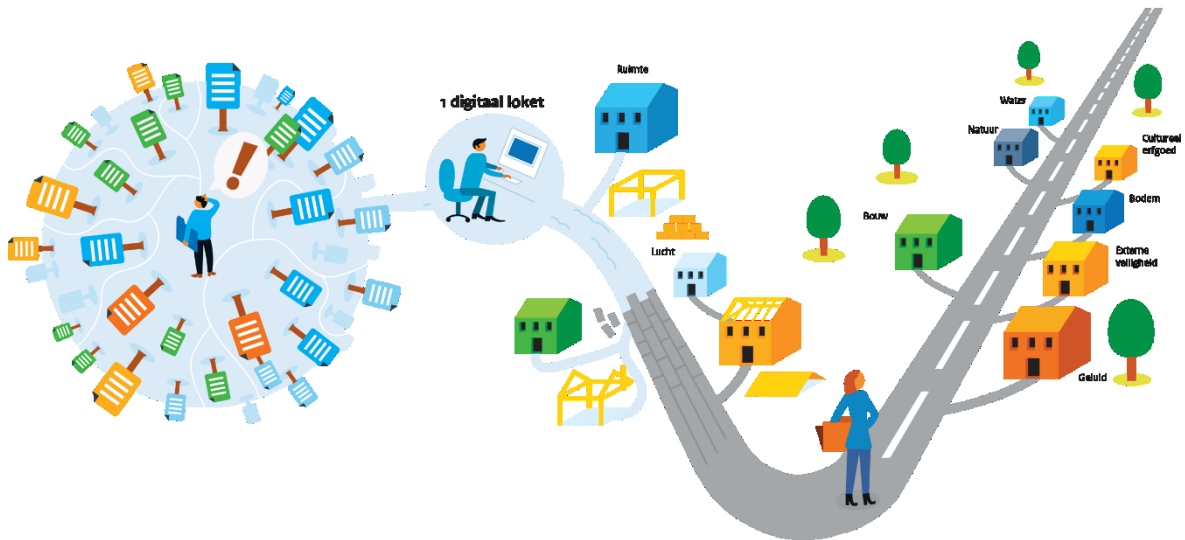 1 digitaal loket
Ruimte
Lucht
Bouw
Water
Natuur
Cultureel
erfgoed
Bodem
Externe
veiligheid
Geluid